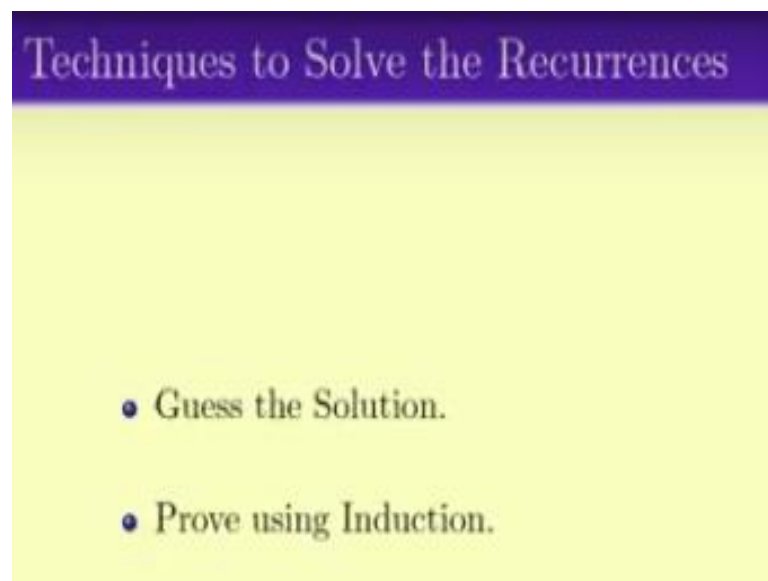 Techniques to Solve the Recurrences
Guess the Solution.
Prove using Induction.